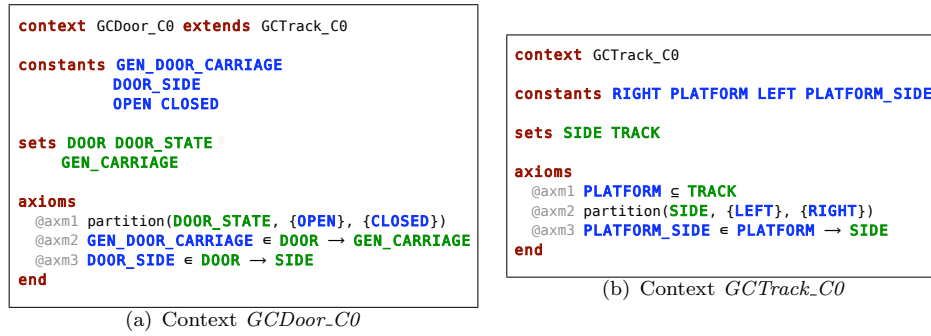 context GCDoor_C0 extends GCTrack_C0
constants GEN_DOOR_CARRIAGE
DOOR_SIDE
OPEN CLOSED
sets DOOR DOOR_STATE
GEN_CARRIAGE
axioms
@axm1 partition(DOOR_STATE, {OPEN}, {CLOSED})
@axm2 GEN_DOOR_CARRIAGE ∈ DOOR → GEN_CARRIAGE
@axm3 DOOR_SIDE ∈ DOOR → SIDE
end
(a) Context GCDoor_C0
context GCTrack_C0
constants RIGHT PLATFORM LEFT PLATFORM_SIDE
sets SIDE TRACK
axioms
@axm1 PLATFORM ⊆ TRACK
@axm2 partition(SIDE, {LEFT}, {RIGHT})
@axm3 PLATFORM_SIDE ∈ PLATFORM → SIDE
end
(b) Context GCTrack_C0